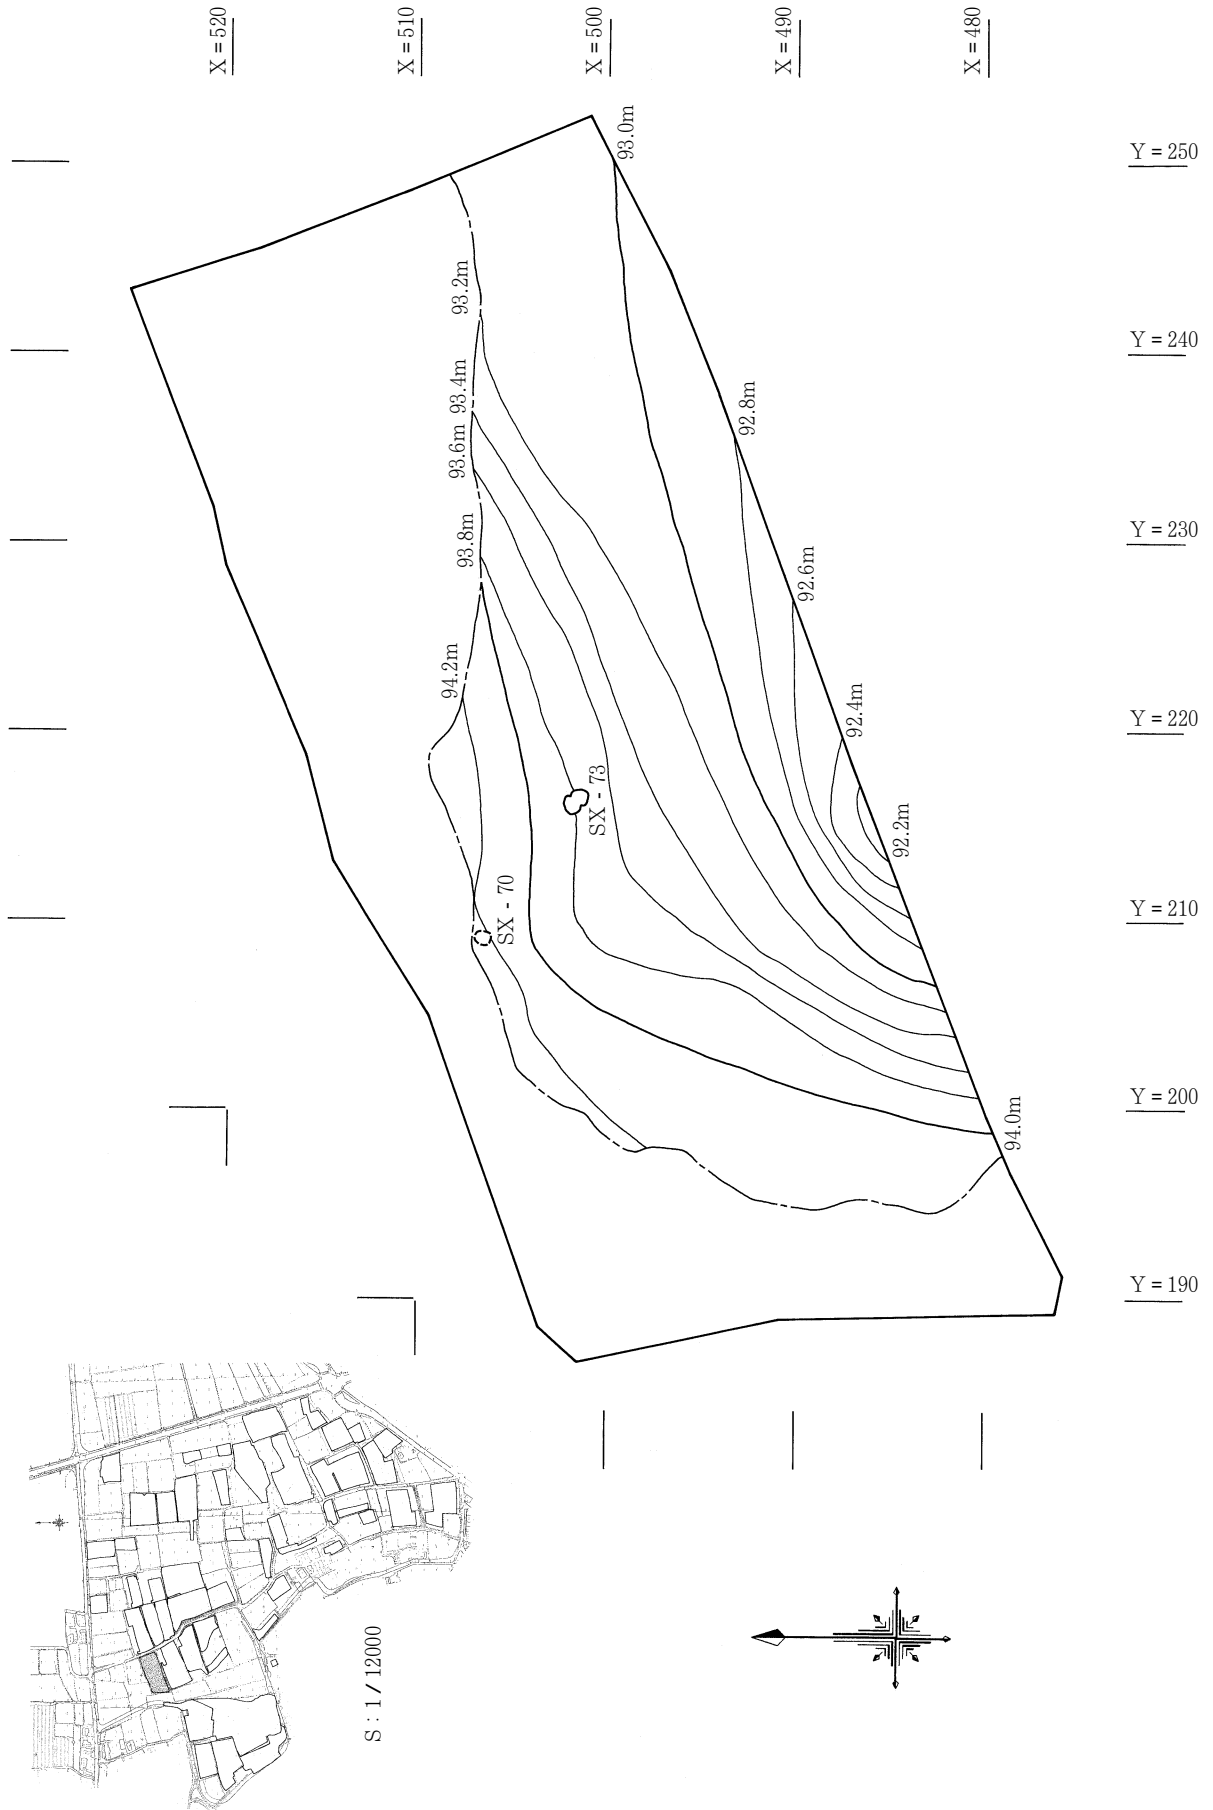 X = 520
X = 510
X = 500
X = 490
X = 480
Y = 250
Y = 240
Y = 230
Y = 220
Y = 210
Y = 200
Y = 190
93.0m
93.2m
93.4m
93.6m
93.8m
94.2m
92.8m
92.6m
92.4m
92.2m
94.0m
SX - 73
SX - 70
S : 1 / 12000